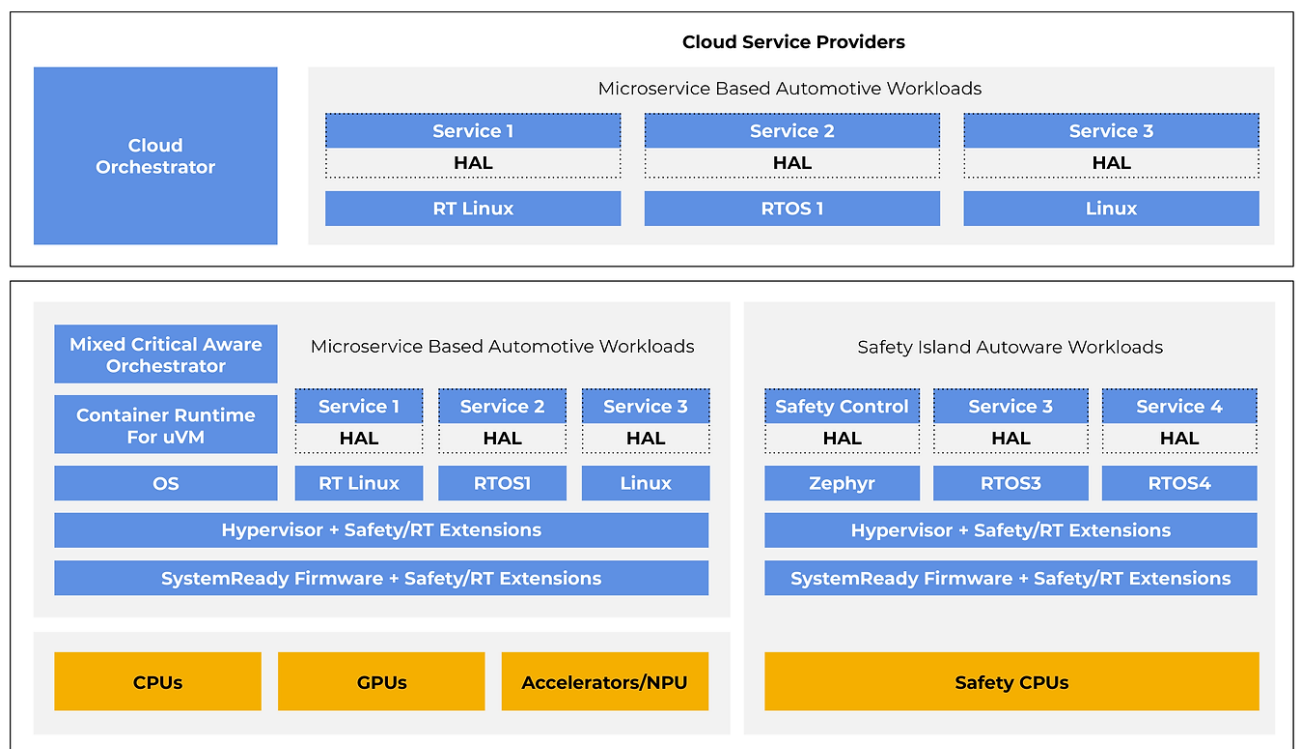 Cloud Service Providers
Cloud
Orchestrator
Microservice Based Automotive Workloads
Service 1
HAL
RT Linux
Service 2
HAL
RTOS 1
Service 3
HAL
Linux
Mixed Critical Aware
Orchestrator
Container Runtime
For uVM
OS
Microservice Based Automotive Workloads
Service 1
HAL
RT Linux
Service 2
HAL
RTOS1
Service 3
HAL
Linux
Hypervisor + Safety/RT Extensions
SystemReady Firmware + Safety/RT Extensions
Safety Island Autoware Workloads
Safety Control
HAL
Zephyr
Service 3
HAL
RTOS3
Service 4
HAL
RTOS4
Hypervisor + Safety/RT Extensions
SystemReady Firmware + Safety/RT Extensions
CPUs
GPUs
Accelerators/NPU
Safety CPUs